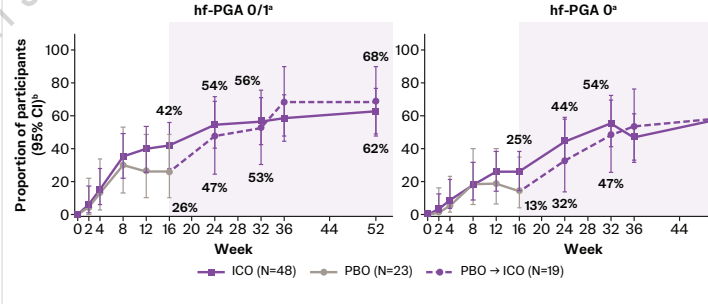 hf-PGA 0/1ᵃ
Proportion of participants
(95% CI)ᵇ
100
80
60
40
20
0
42%
54%
56%
68%
26%
47%
53%
62%
0 2 4 8 12 16 20 24 28 32 36 44 52
Week
hf-PGA 0ᵃ
100
80
60
40
20
0
25%
44%
54%
13%
32%
47%
0 2 4 8 12 16 20 24 28 32 36 44
Week
ICO (N=48) PBO (N=23) PBO → ICO (N=19)